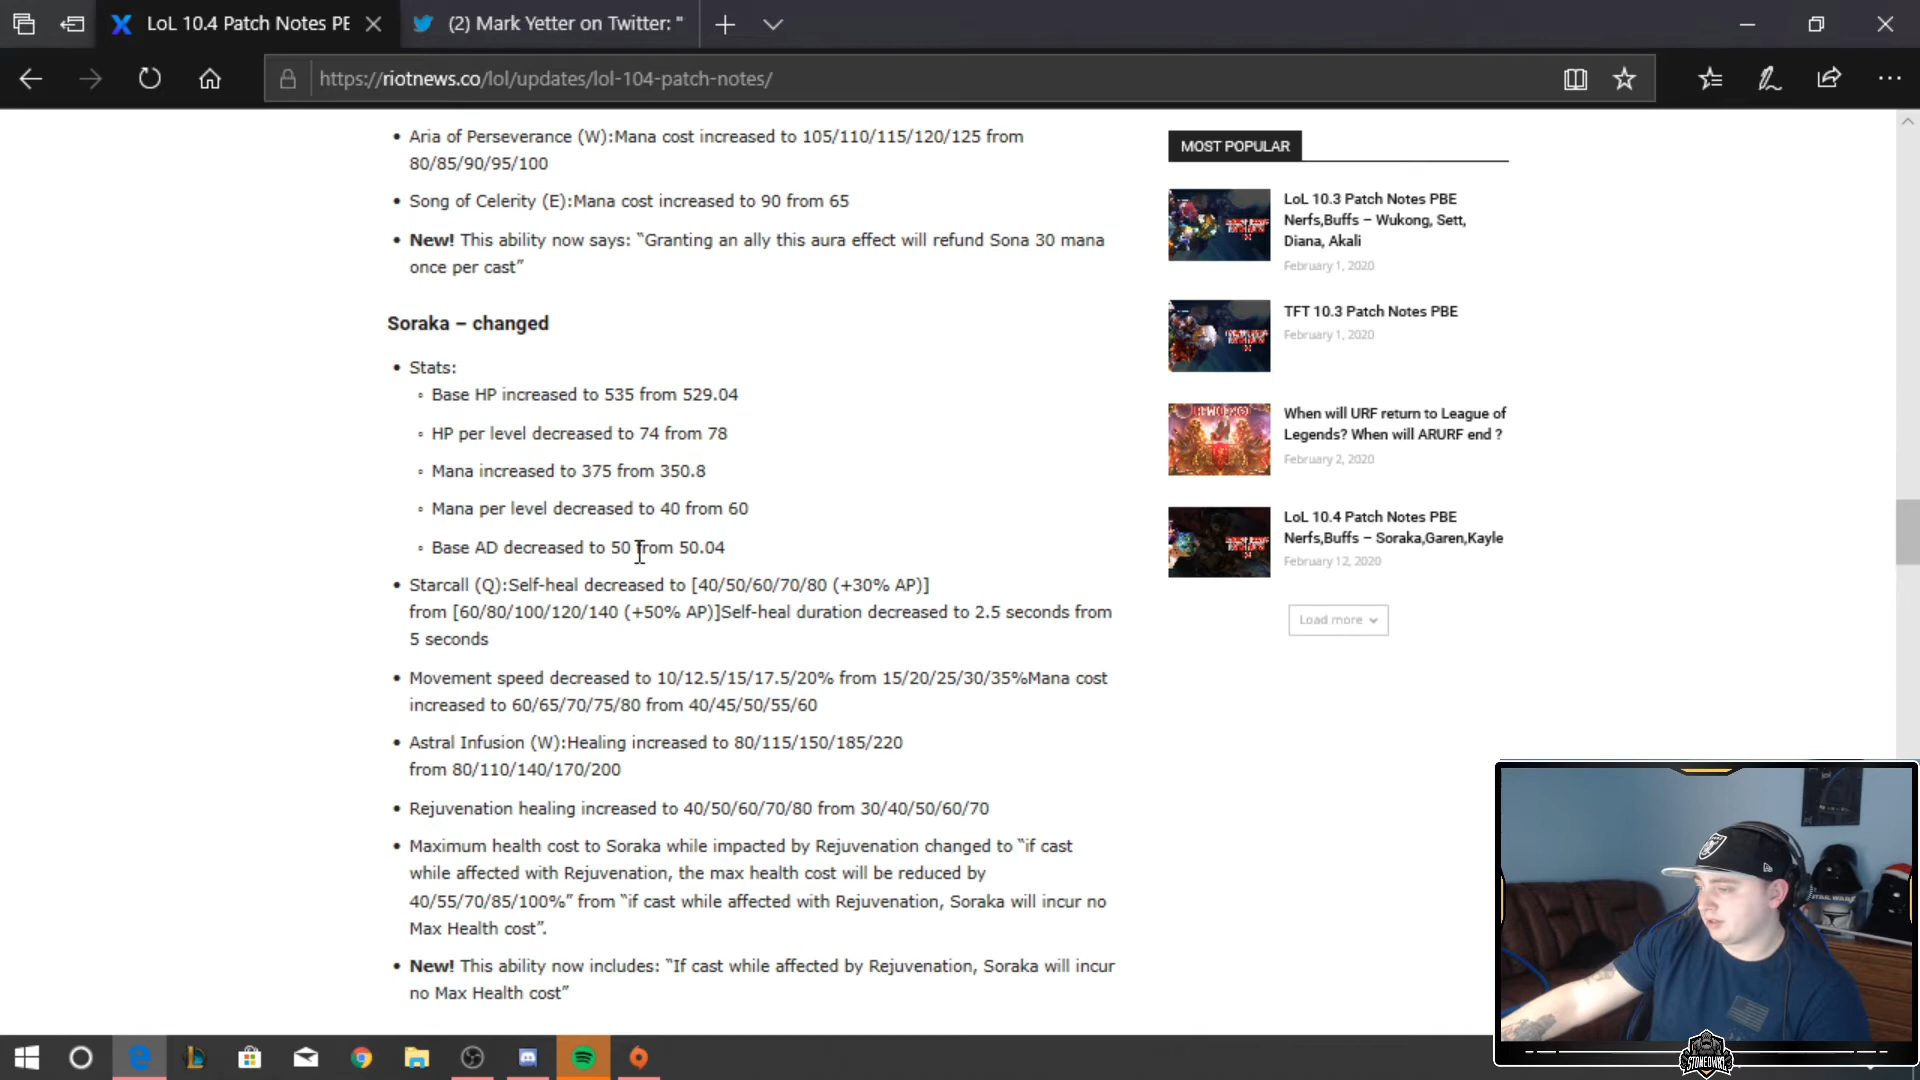 LoL 10.4 Patch Notes PE
(2) Mark Yetter on Twitter: "
https://riotnews.co/lol/updates/lol-104-patch-notes/
• Aria of Perseverance (W):Mana cost increased to 105/110/115/120/125 from
80/85/90/95/100
• Song of Celerity (E):Mana cost increased to 90 from 65
• New! This ability now says: “Granting an ally this aura effect will refund Sona 30 mana
once per cast”
Soraka – changed
• Stats:
◦ Base HP increased to 535 from 529.04
◦ HP per level decreased to 74 from 78
◦ Mana increased to 375 from 350.8
◦ Mana per level decreased to 40 from 60
◦ Base AD decreased to 50 from 50.04
• Starcall (Q):Self-heal decreased to [40/50/60/70/80 (+30% AP)]
from [60/80/100/120/140 (+50% AP)]Self-heal duration decreased to 2.5 seconds from
5 seconds
• Movement speed decreased to 10/12.5/15/17.5/20% from 15/20/25/30/35%Mana cost
increased to 60/65/70/75/80 from 40/45/50/55/60
• Astral Infusion (W):Healing increased to 80/115/150/185/220
from 80/110/140/170/200
• Rejuvenation healing increased to 40/50/60/70/80 from 30/40/50/60/70
• Maximum health cost to Soraka while impacted by Rejuvenation changed to “if cast
while affected with Rejuvenation, the max health cost will be reduced by
40/55/70/85/100%” from “if cast while affected with Rejuvenation, Soraka will incur no
Max Health cost”.
• New! This ability now includes: “If cast while affected by Rejuvenation, Soraka will incur
no Max Health cost”
MOST POPULAR
LoL 10.3 Patch Notes PBE
Nerfs,Buffs – Wukong, Sett,
Diana, Akali
February 1, 2020
TFT 10.3 Patch Notes PBE
February 1, 2020
When will URF return to League of
Legends? When will ARURF end ?
February 2, 2020
LoL 10.4 Patch Notes PBE
Nerfs,Buffs – Soraka,Garen,Kayle
February 12, 2020
Load more
STAR WARS
STONEOWNZ